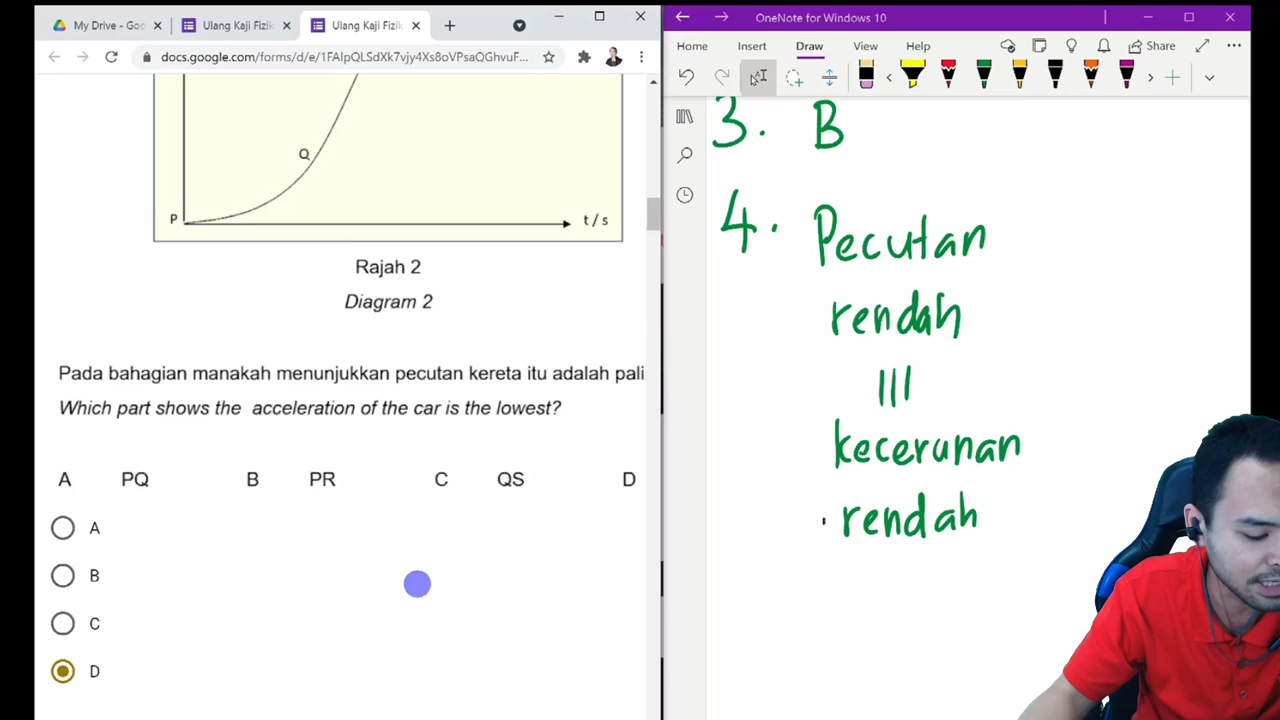 My Drive - Goo
Ulang Kaji Fizik
Ulang Kaji Fizik
docs.google.com/forms/d/e/1FAIpQLSdXk7vjy4Xs8oVPsaQGhvuF...
Q
P
t / s
Rajah 2
Diagram 2
Pada bahagian manakah menunjukkan pecutan kereta itu adalah pali
Which part shows the acceleration of the car is the lowest?
A PQ B PR C QS D
A
B
C
D
OneNote for Windows 10
Home Insert Draw View Help Share
3. B
4. Pecutan
rendah
kecerunan
rendah